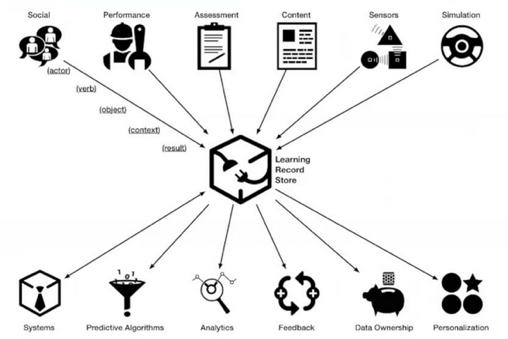 Social
Performance
Assessment
Content
Sensors
Simulation
(actor)
(verb)
(object)
(context)
(result)
Learning
Record
Store
Systems
Predictive Algorithms
Analytics
Feedback
Data Ownership
Personalization